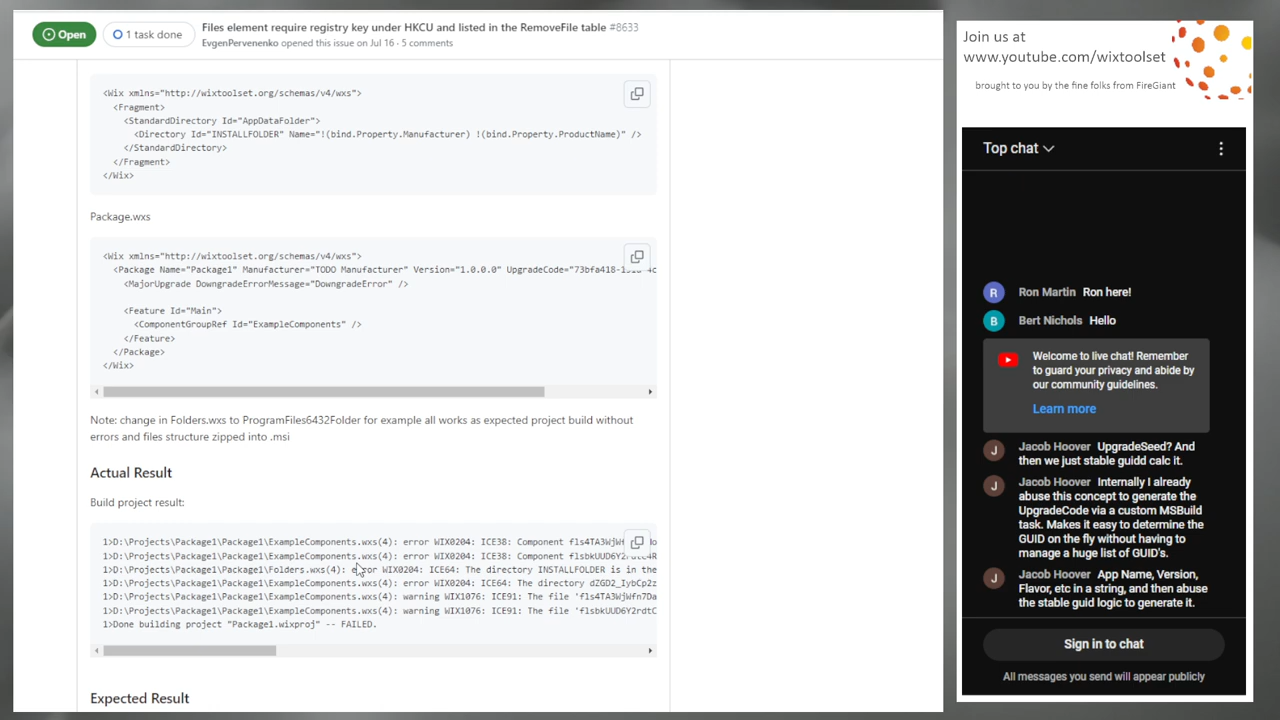 Open
1 task done
Files element require registry key under HKCU and listed in the RemoveFile table #8633
EvgenPervenenko opened this issue on Jul 16 · 5 comments
<Wix xmlns="http://wixtoolset.org/schemas/v4/wxs">
<Fragment>
<StandardDirectory Id="AppDataFolder">
<Directory Id="INSTALLFOLDER" Name="!(bind.Property.Manufacturer) !(bind.Property.ProductName)" />
</StandardDirectory>
</Fragment>
</Wix>
Package.wxs
<Wix xmlns="http://wixtoolset.org/schemas/v4/wxs">
<Package Name="Package1" Manufacturer="TODO Manufacturer" Version="1.0.0.0" UpgradeCode="73bfa418-
<MajorUpgrade DowngradeErrorMessage="DowngradeError" />
<Feature Id="Main">
<ComponentGroupRef Id="ExampleComponents" />
</Feature>
</Package>
</Wix>
Note: change in Folders.wxs to ProgramFiles6432Folder for example all works as expected project build without
errors and files structure zipped into .msi
Actual Result
Build project result:
1>D:\Projects\Package1\Package1\ExampleComponents.wxs(4): error WIX0204: ICE38: Component
1>D:\Projects\Package1\Package1\ExampleComponents.wxs(4): error WIX0204: ICE38: Component
1>D:\Projects\Package1\Package1\Folders.wxs(4): error WIX0204: ICE64: The directory INSTALLFOLDER is in the
1>D:\Projects\Package1\Package1\ExampleComponents.wxs(4): error WIX0204: ICE64: The directory dZGD2_IybCp2z
1>D:\Projects\Package1\Package1\ExampleComponents.wxs(4): warning WIX1076: ICE91: The file 'fls4TA3WjWfn7Da
1>D:\Projects\Package1\Package1\ExampleComponents.wxs(4): warning WIX1076: ICE91: The file 'flsbkUUD6Y2rdtC
1>Done building project "Package1.wixproj" -- FAILED.
Expected Result
Join us at
www.youtube.com/wixtoolset
brought to you by the fine folks from FireGiant
Top chat
R Ron Martin Ron here!
B Bert Nichols Hello
Welcome to live chat! Remember
to guard your privacy and abide by
our community guidelines.
Learn more
J Jacob Hoover UpgradeSeed? And
then we just stable guidd calc it.
J Jacob Hoover Internally I already
abuse this concept to generate the
UpgradeCode via a custom MSBuild
task. Makes it easy to determine the
GUID on the fly without having to
manage a huge list of GUID's.
J Jacob Hoover App Name, Version,
Flavor, etc in a string, and then abuse
the stable guid logic to generate it.
Sign in to chat
All messages you send will appear publicly